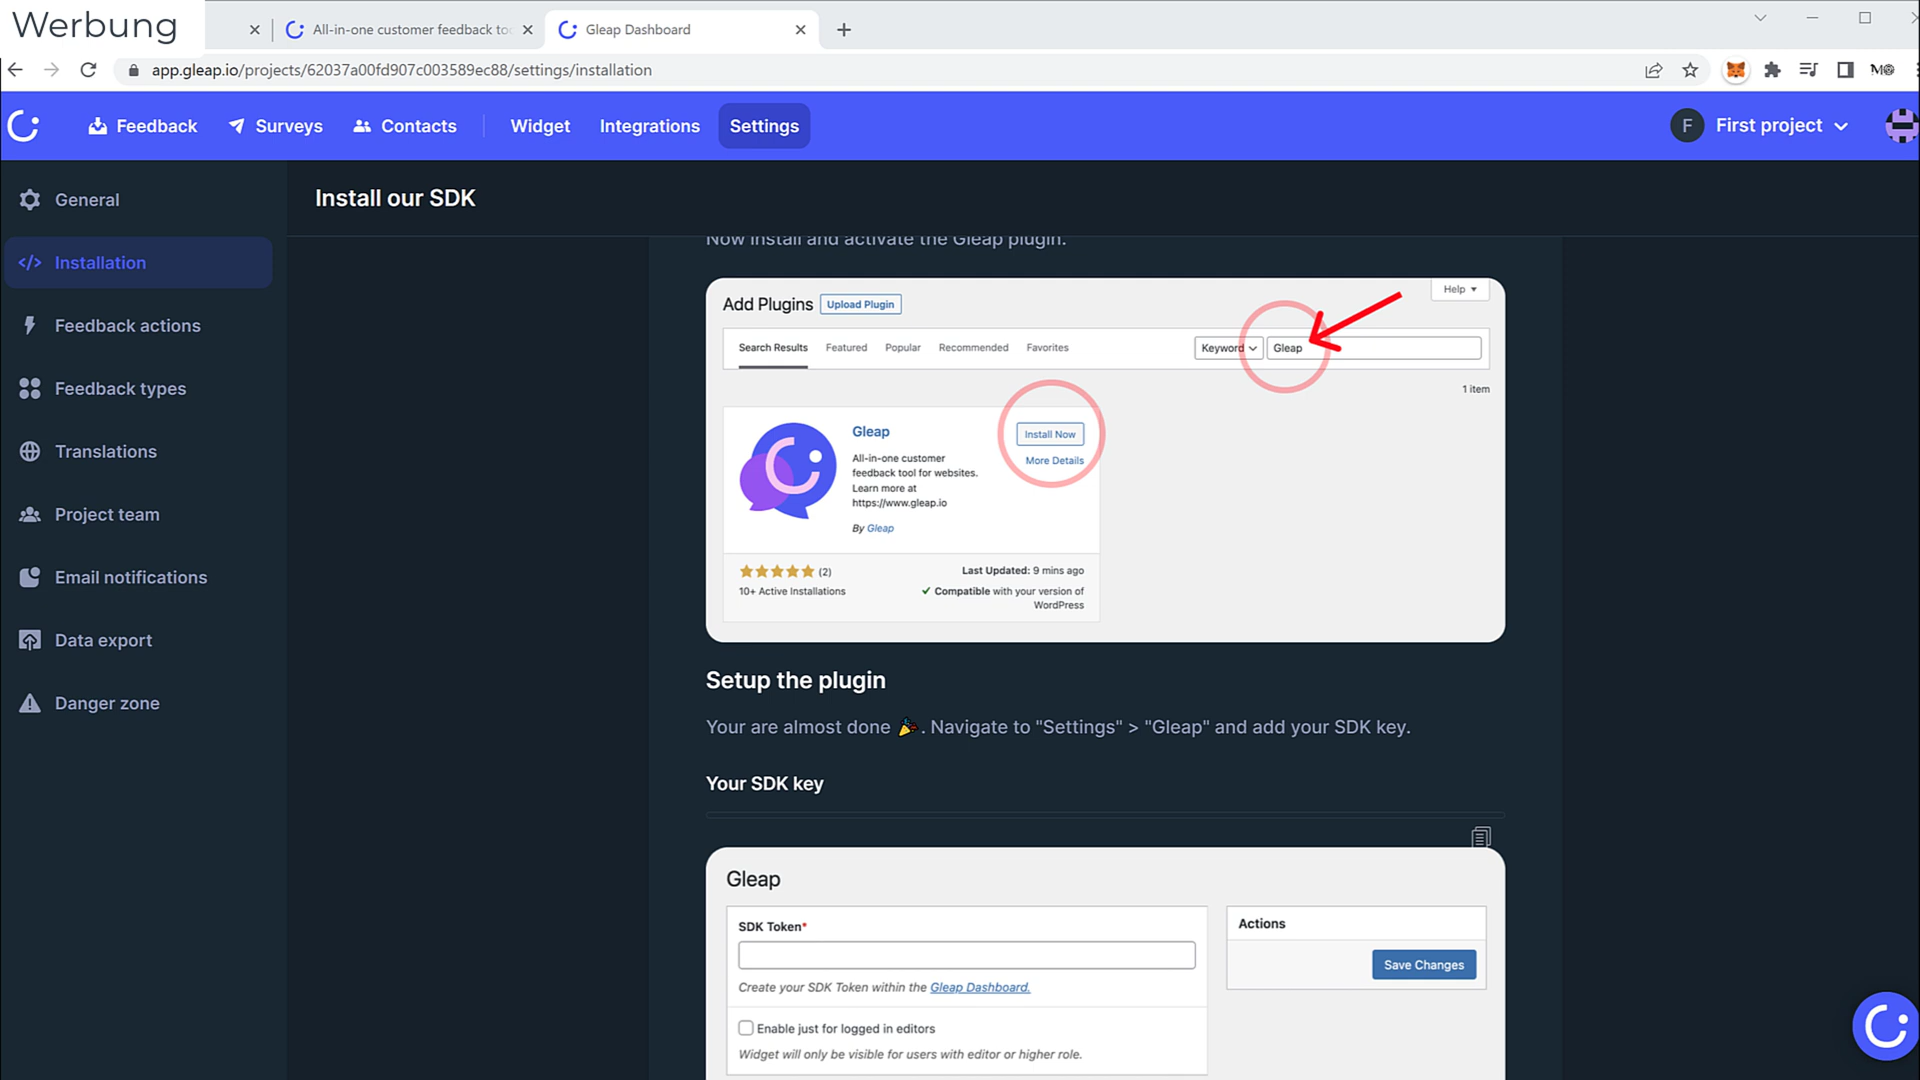 Werbung
All-in-one customer feedback too
Gleap Dashboard
app.gleap.io/projects/62037a00fd907c003589ec88/settings/installation
Feedback
Surveys
Contacts
Widget
Integrations
Settings
F
First project
General
Installation
Feedback actions
Feedback types
Translations
Project team
Email notifications
Data export
Danger zone
Install our SDK
Now install and activate the Gleap plugin.
Add Plugins
Upload Plugin
Help
Search Results
Featured
Popular
Recommended
Favorites
Keyword
Gleap
1 item
Gleap
Install Now
More Details
All-in-one customer
feedback tool for websites.
Learn more at
https://www.gleap.io
By Gleap
(2)
Last Updated: 9 mins ago
10+ Active Installations
Compatible with your version of
WordPress
Setup the plugin
Your are almost done 🎉. Navigate to "Settings" > "Gleap" and add your SDK key.
Your SDK key
Gleap
SDK Token*
Create your SDK Token within the Gleap Dashboard.
Enable just for logged in editors
Widget will only be visible for users with editor or higher role.
Actions
Save Changes